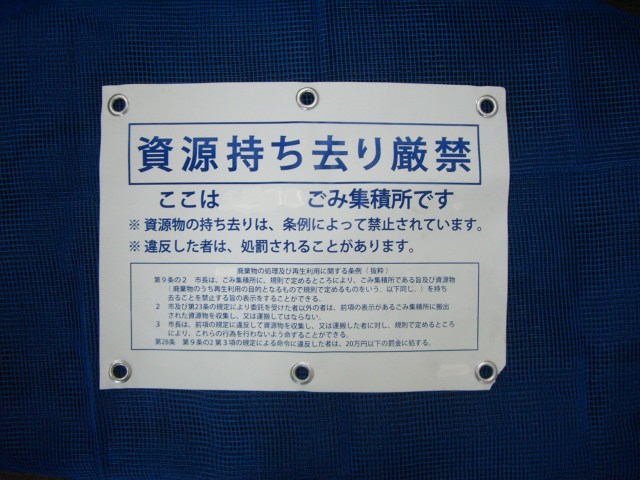 資源持ち去り厳禁
ここは　　　　ごみ集積所です
※ 資源物の持ち去りは、条例によって禁止されています。
※ 違反した者は、処罰されることがあります。
廃棄物の処理及び再生利用に関する条例（抜粋）
第９条の２　市長は、ごみ集積所に、規則で定めるところにより、ごみ集積所である旨及び資源物
（廃棄物のうち再生利用の目的となるもので規則で定めるものをいう。以下同じ。）を持ち
去ることを禁止する旨の表示をすることができる。
２　市及び第23条の規定により委託を受けた者以外の者は、前項の表示があるごみ集積所に搬出
された資源物を収集し、又は運搬してはならない。
３　市長は、前項の規定に違反して資源物を収集し、又は運搬した者に対し、規則で定めるところ
により、これらの行為を行わないよう命ずることができる。
第28条　第９条の２第３項の規定による命令に違反した者は、20万円以下の罰金に処する。